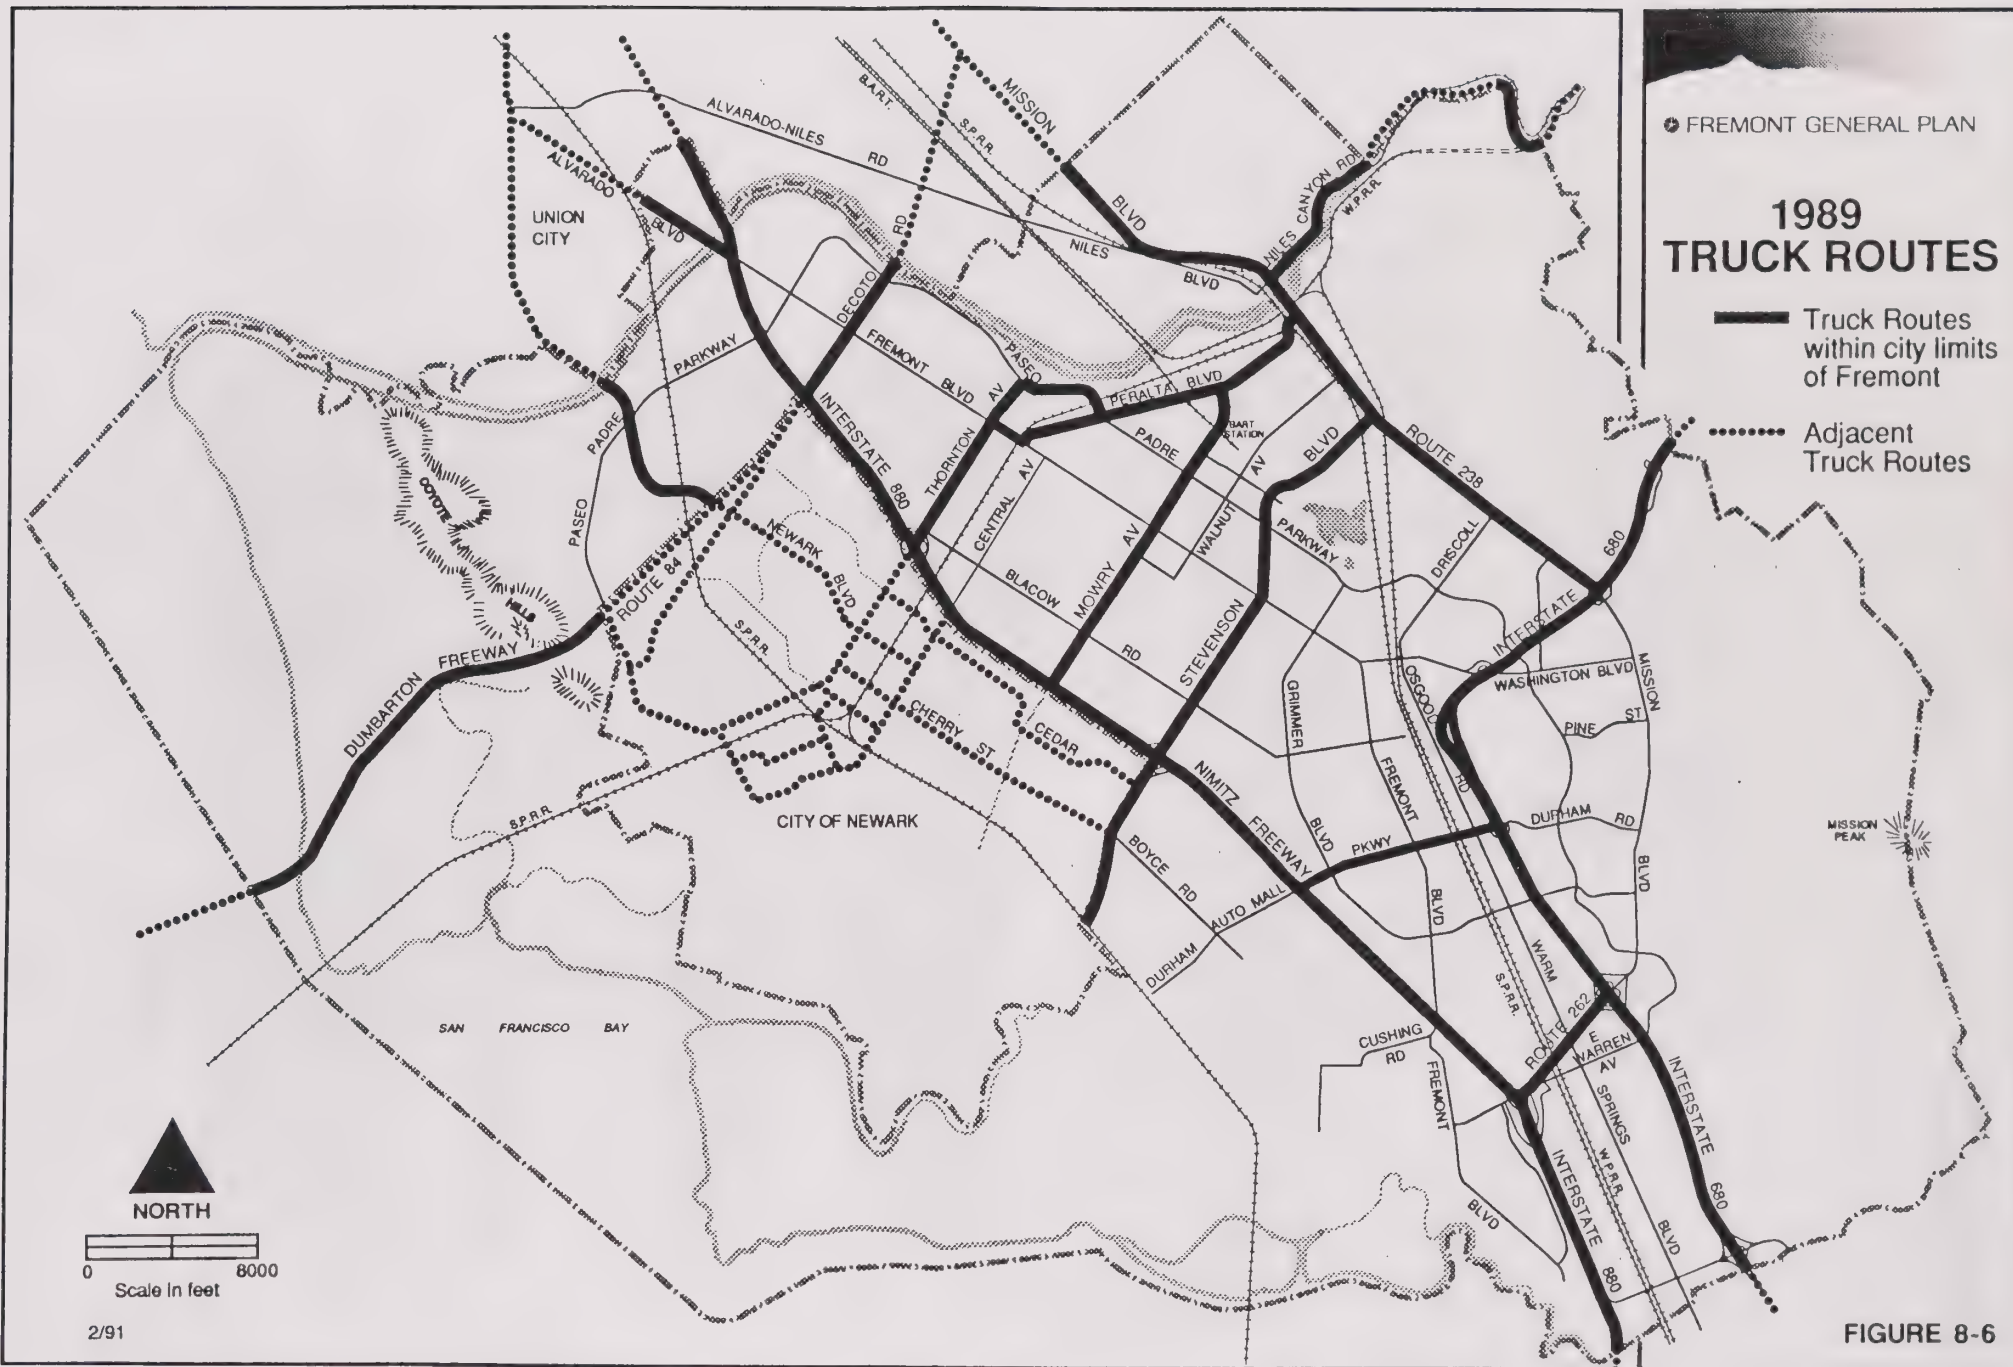 FREMONT GENERAL PLAN
1989
TRUCK ROUTES
Truck Routes
within city limits
of Fremont
Adjacent
Truck Routes
MISSION
BLVD
B.A.R.T.
S.P.R.R.
ALVARADO-NILES
RD
ALVARADO
BLVD
UNION
CITY
NILES
BLVD
NILES CANYON RD
W.P.R.R.
DECOTO
RD
PARKWAY
PADRE
PASEO
FREMONT
BLVD
PASEO
PADRE
PARKWAY
PERALTA BLVD
BART
STATION
INTERSTATE 880
THORNTON
AV
CENTRAL
AV
MOWRY
AV
WALNUT
AV
STEVENSON
BLVD
ROUTE 238
DRISCOLL
680
INTERSTATE
WASHINGTON BLVD
MISSION
BLVD
PINE ST
OSGOOD
RD
COYOTE
HILLS
ROUTE 84
NEWARK
BLVD
BLACOW
RD
DUMBARTON
FREEWAY
S.P.R.R.
GRIMMER
BLVD
FREMONT
BLVD
CHERRY ST
CEDAR
NIMITZ
FREEWAY
PKWY
AUTO MALL
DURHAM
DURHAM RD
CITY OF NEWARK
BOYCE
RD
S.P.R.R.
MISSION
PEAK
WARM
SPRINGS
BLVD
S.P.R.R.
W.P.R.R.
ROUTE 262
E
WARREN
AV
CUSHING
RD
FREMONT
BLVD
INTERSTATE
680
INTERSTATE
880
SAN FRANCISCO BAY
NORTH
0 8000
Scale In feet
2/91
FIGURE 8-6